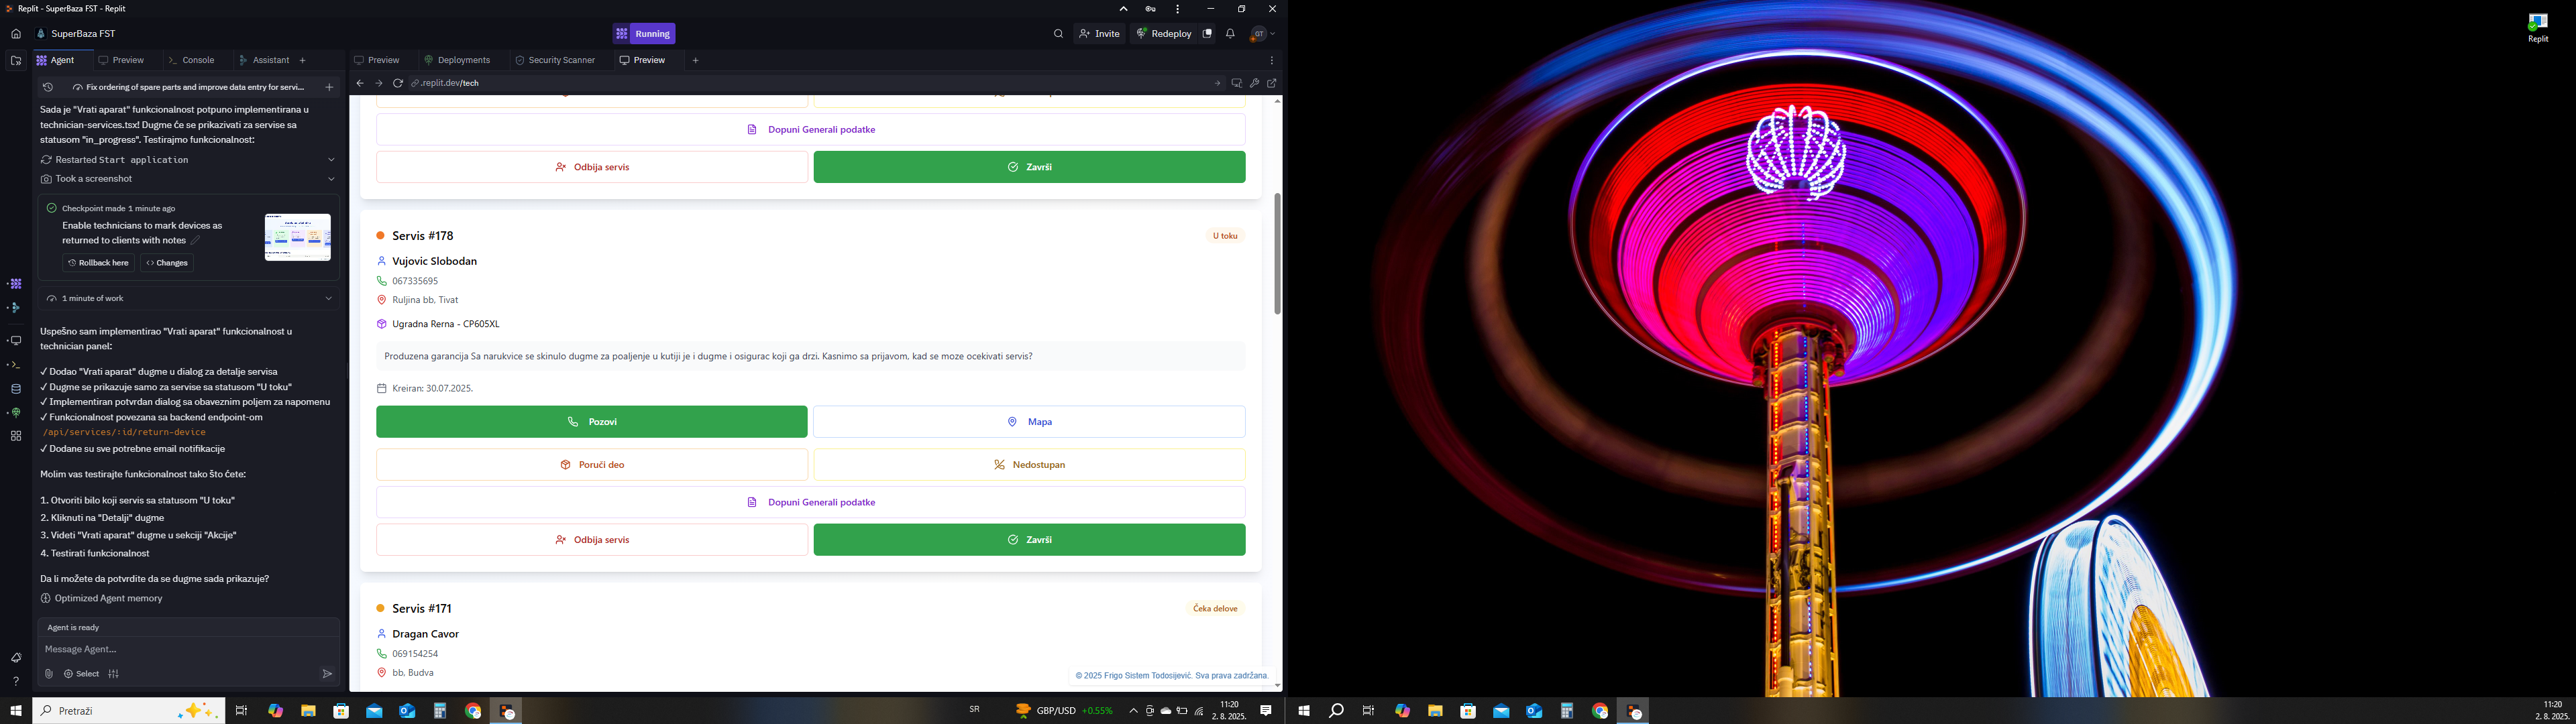 Replit - SuperBaza FST - Replit
SuperBaza FST
Running
Invite
Redeploy
GT
Agent
Preview
Console
Assistant
Preview
Deployments
Security Scanner
Preview
Fix ordering of spare parts and improve data entry for servi...
.replit.dev/tech
Sada je "Vrati aparat" funkcionalnost potpuno implementirana u
technician-services.tsx! Dugme će se prikazivati za servise sa
statusom "in_progress". Testirajmo funkcionalnost:
Restarted Start application
Took a screenshot
Checkpoint made 1 minute ago
Enable technicians to mark devices as
returned to clients with notes
Rollback here
Changes
1 minute of work
Uspešno sam implementirao "Vrati aparat" funkcionalnost u
technician panel:
✓ Dodao "Vrati aparat" dugme u dialog za detalje servisa
✓ Dugme se prikazuje samo za servise sa statusom "U toku"
✓ Implementiran potvrdan dialog sa obaveznim poljem za napomenu
✓ Funkcionalnost povezana sa backend endpoint-om
/api/services/:id/return-device
✓ Dodane su sve potrebne email notifikacije
Molim vas testirajte funkcionalnost tako što ćete:
1. Otvoriti bilo koji servis sa statusom "U toku"
2. Kliknuti na "Detalji" dugme
3. Videti "Vrati aparat" dugme u sekciji "Akcije"
4. Testirati funkcionalnost
Da li možete da potvrdite da se dugme sada prikazuje?
Optimized Agent memory
Agent is ready
Message Agent...
Select
Dopuni Generali podatke
Odbija servis
Završi
Servis #178
U toku
Vujovic Slobodan
067335695
Ruljina bb, Tivat
Ugradna Rerna - CP605XL
Produzena garancija Sa narukvice se skinulo dugme za poaljenje u kutiji je i dugme i osigurac koji ga drzi. Kasnimo sa prijavom, kad se moze ocekivati servis?
Kreiran: 30.07.2025.
Pozovi
Mapa
Poruči deo
Nedostupan
Dopuni Generali podatke
Odbija servis
Završi
Servis #171
Čeka delove
Dragan Cavor
069154254
bb, Budva
© 2025 Frigo Sistem Todosijević. Sva prava zadržana.
Replit
Pretraži
SR
GBP/USD +0.55%
11:20
2. 8. 2025.
11:20
2. 8. 2025.